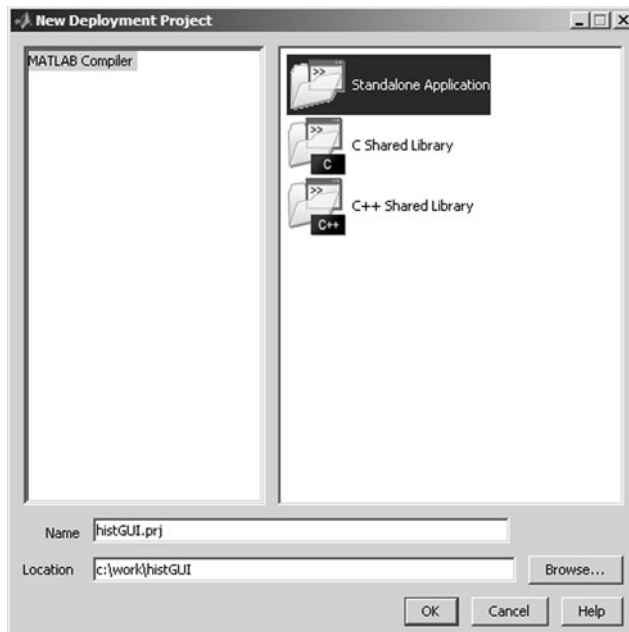 New Deployment Project
MATLAB Compiler
>> Standalone Application
>> C C Shared Library
>> C++ C++ Shared Library
Name histGUI.prj
Location c:\work\histGUI Browse...
OK Cancel Help